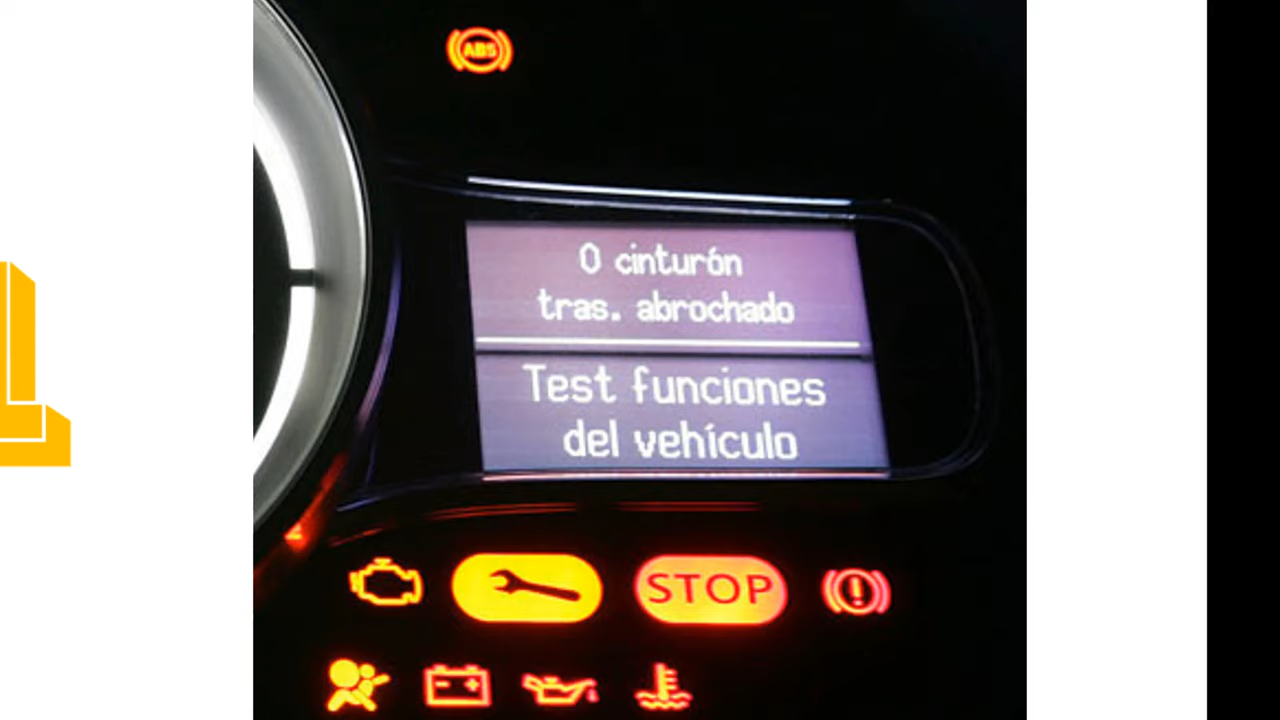 ABS
0 cinturón
tras. abrochado
Test funciones
del vehículo
STOP